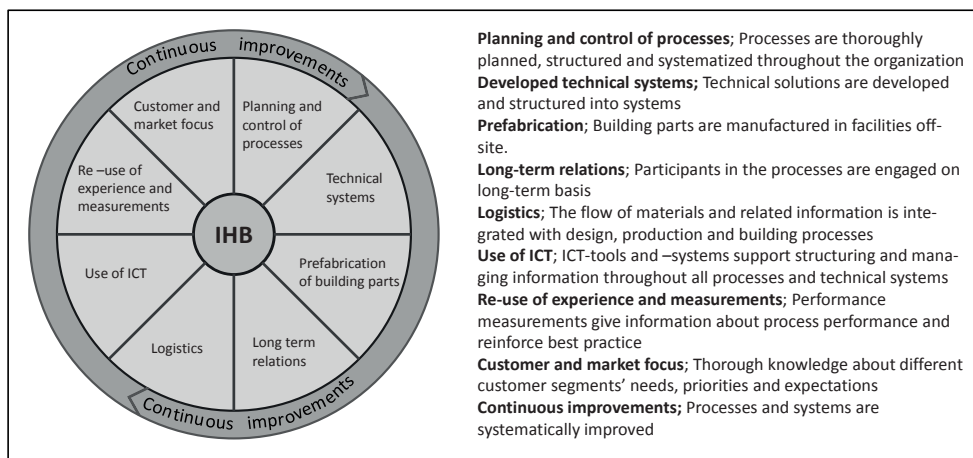 Continuous improvements
Customer and
market focus
Planning and
control of
processes
Technical
systems
Prefabrication
of building parts
Long term
relations
Logistics
Use of ICT
Re –use of
experience and
measurements
IHB
Continuous improvements
Planning and control of processes; Processes are thoroughly
planned, structured and systematized throughout the organization
Developed technical systems; Technical solutions are developed
and structured into systems
Prefabrication; Building parts are manufactured in facilities off-
site.
Long-term relations; Participants in the processes are engaged on
long-term basis
Logistics; The flow of materials and related information is inte-
grated with design, production and building processes
Use of ICT; ICT-tools and –systems support structuring and mana-
ging information throughout all processes and technical systems
Re-use of experience and measurements; Performance
measurements give information about process performance and
reinforce best practice
Customer and market focus; Thorough knowledge about different
customer segments’ needs, priorities and expectations
Continuous improvements; Processes and systems are
systematically improved